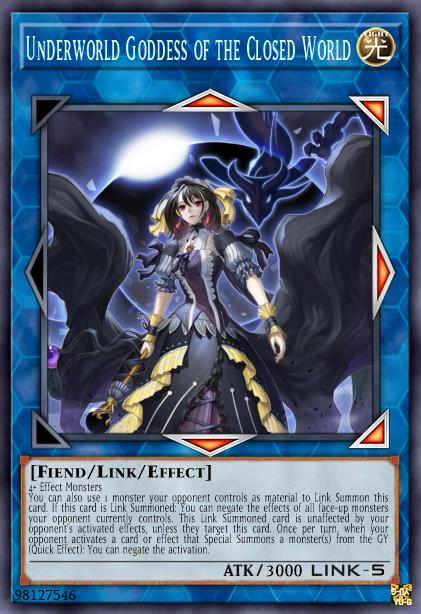 UNDERWORLD GODDESS OF THE CLOSED WORLD
LIGHT
光
[FIEND/LINK/EFFECT]
4+ Effect Monsters
You can also use 1 monster your opponent controls as material to Link Summon this
card. If this card is Link Summoned: You can negate the effects of all face-up monsters
your opponent currently controls. This Link Summoned card is unaffected by your
opponent's activated effects, unless they target this card. Once per turn, when your
opponent activates a card or effect that Special Summons a monster(s) from the GY
(Quick Effect): You can negate the activation.
ATK/3000 LINK-5
98127546